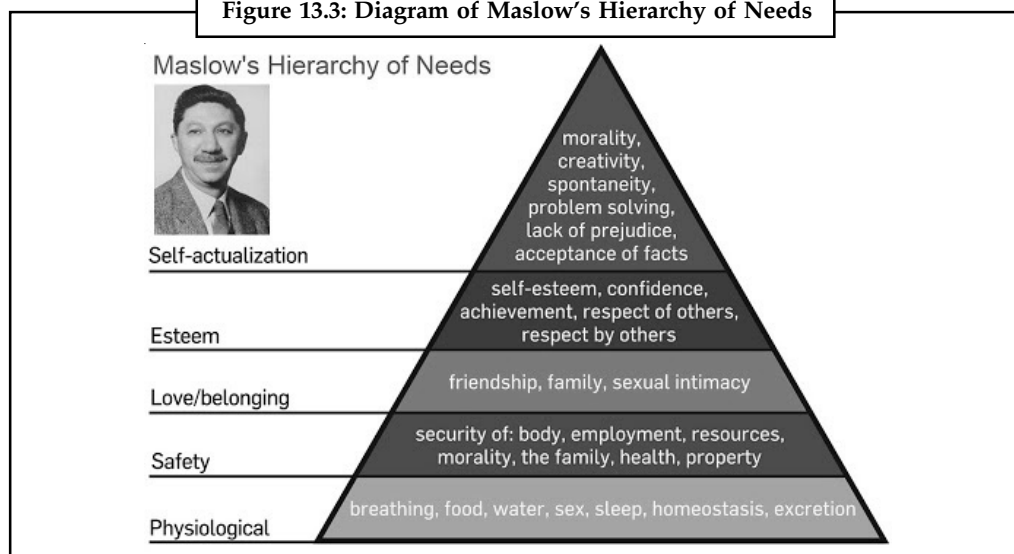 Figure 13.3: Diagram of Maslow's Hierarchy of Needs
Maslow's Hierarchy of Needs
morality,
creativity,
spontaneity,
problem solving,
lack of prejudice,
acceptance of facts
Self-actualization
self-esteem, confidence,
achievement, respect of others,
respect by others
Esteem
friendship, family, sexual intimacy
Love/belonging
security of: body, employment, resources,
morality, the family, health, property
Safety
breathing, food, water, sex, sleep, homeostasis, excretion
Physiological